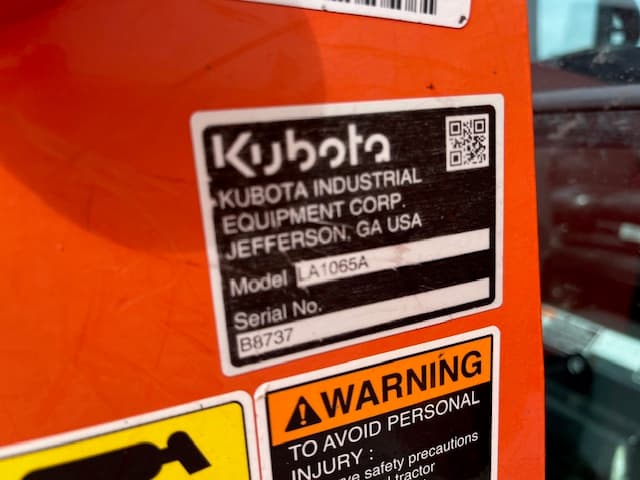 Kubota
KUBOTA INDUSTRIAL
EQUIPMENT CORP.
JEFFERSON, GA USA
Model LA1065A
Serial No.
B8737
WARNING
TO AVOID PERSONAL
INJURY :
safety precautions
tractor